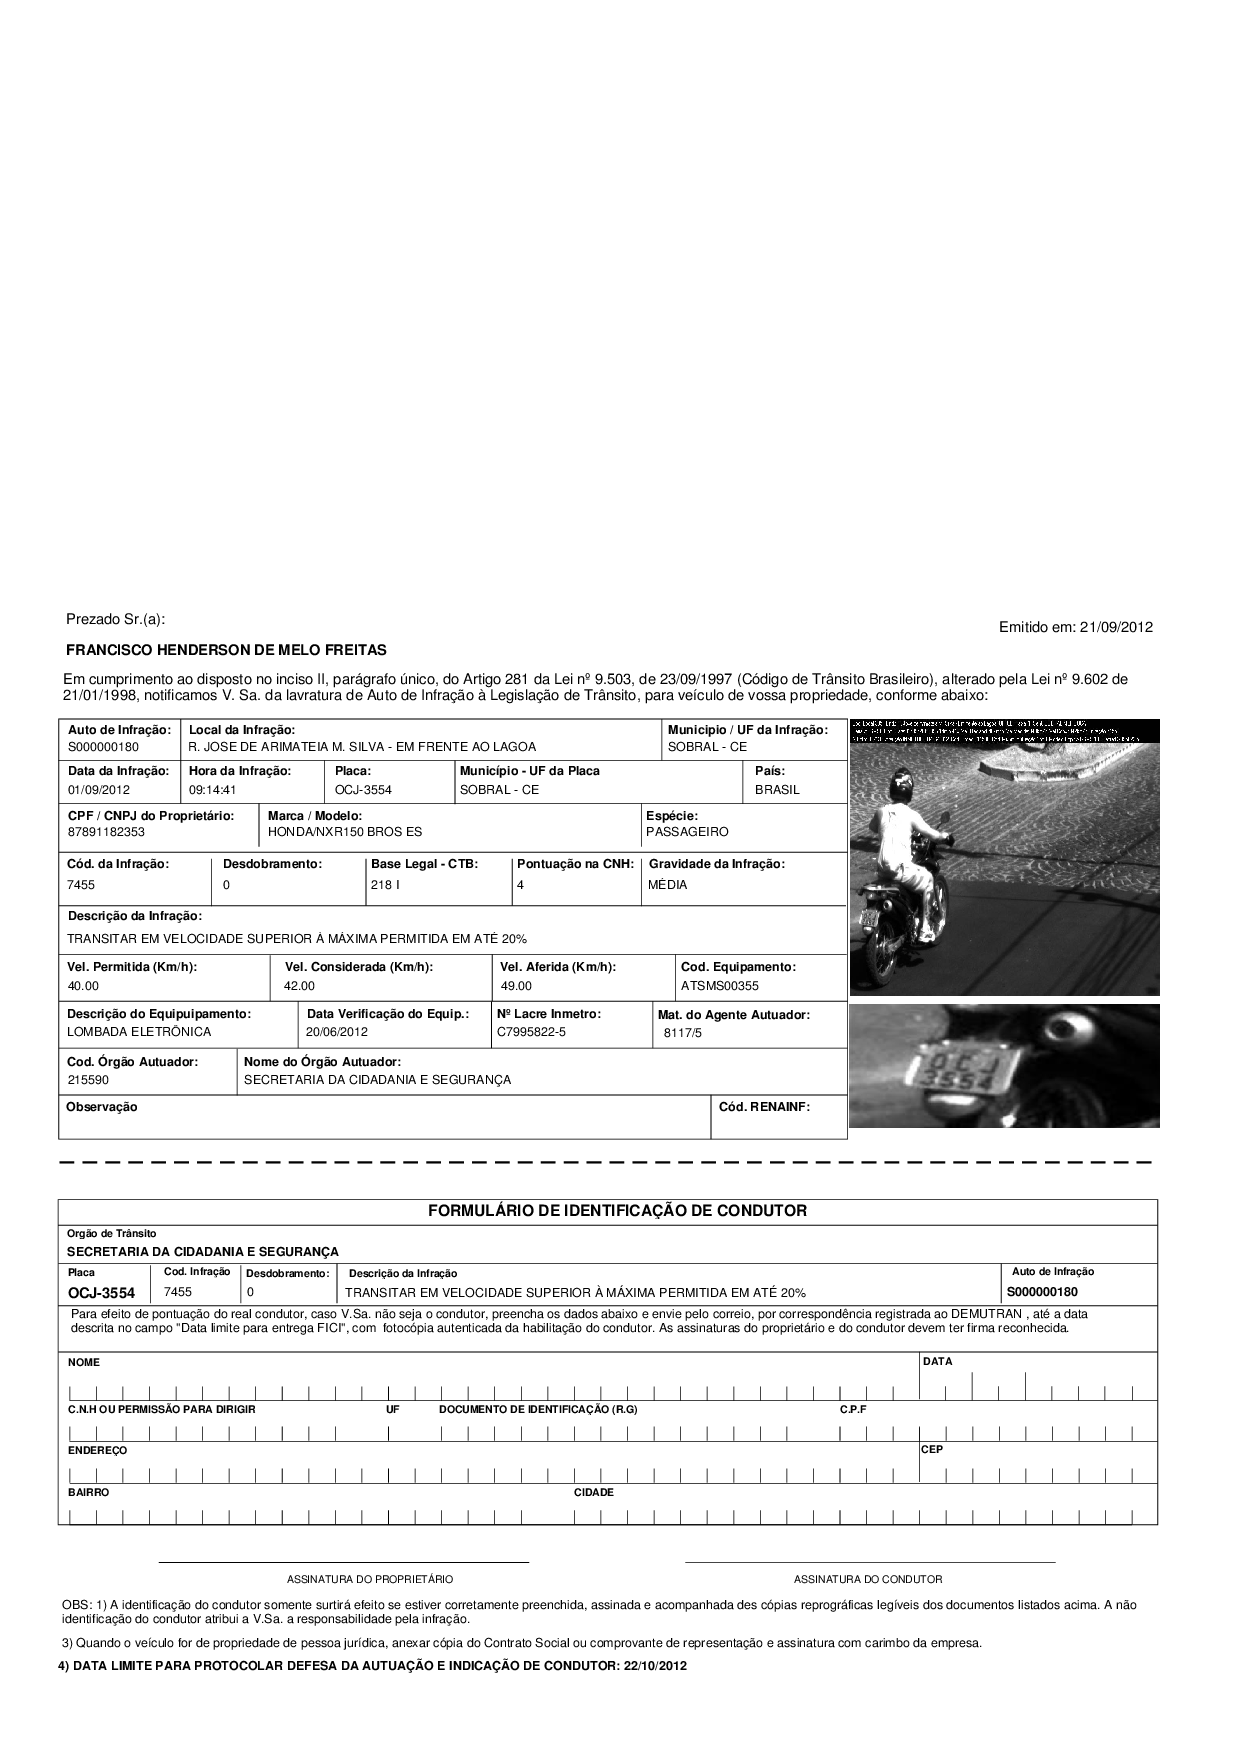 Prezado Sr.(a):
Emitido em: 21/09/2012
FRANCISCO HENDERSON DE MELO FREITAS
Em cumprimento ao disposto no inciso II, parágrafo único, do Artigo 281 da Lei nº 9.503, de 23/09/1997 (Código de Trânsito Brasileiro), alterado pela Lei nº 9.602 de
21/01/1998, notificamos V. Sa. da lavratura de Auto de Infração à Legislação de Trânsito, para veículo de vossa propriedade, conforme abaixo:
Auto de Infração: Local da Infração: Municipio / UF da Infração:
S000000180 R. JOSE DE ARIMATEIA M. SILVA - EM FRENTE AO LAGOA SOBRAL - CE
Data da Infração: Hora da Infração: Placa: Município - UF da Placa País:
01/09/2012 09:14:41 OCJ-3554 SOBRAL - CE BRASIL
CPF / CNPJ do Proprietário: Marca / Modelo: Espécie:
87891182353 HONDA/NXR150 BROS ES PASSAGEIRO
Cód. da Infração: Desdobramento: Base Legal - CTB: Pontuação na CNH: Gravidade da Infração:
7455 0 218 I 4 MÉDIA
Descrição da Infração:
TRANSITAR EM VELOCIDADE SUPERIOR À MÁXIMA PERMITIDA EM ATÉ 20%
Vel. Permitida (Km/h): Vel. Considerada (Km/h): Vel. Aferida (Km/h): Cod. Equipamento:
40.00 42.00 49.00 ATSMS00355
Descrição do Equipuipamento: Data Verificação do Equip.: Nº Lacre Inmetro: Mat. do Agente Autuador:
LOMBADA ELETRÔNICA 20/06/2012 C7995822-5 8117/5
Cod. Órgão Autuador: Nome do Órgão Autuador:
215590 SECRETARIA DA CIDADANIA E SEGURANÇA
Observação Cód. RENAINF:
OCJ
3554
FORMULÁRIO DE IDENTIFICAÇÃO DE CONDUTOR
Orgão de Trânsito
SECRETARIA DA CIDADANIA E SEGURANÇA
Placa Cod. Infração Desdobramento: Descrição da Infração Auto de Infração
OCJ-3554 7455 0 TRANSITAR EM VELOCIDADE SUPERIOR À MÁXIMA PERMITIDA EM ATÉ 20% S000000180
Para efeito de pontuação do real condutor, caso V.Sa. não seja o condutor, preencha os dados abaixo e envie pelo correio, por correspondência registrada ao DEMUTRAN , até a data
descrita no campo "Data limite para entrega FICI", com fotocópia autenticada da habilitação do condutor. As assinaturas do proprietário e do condutor devem ter firma reconhecida.
NOME DATA
C.N.H OU PERMISSÃO PARA DIRIGIR UF DOCUMENTO DE IDENTIFICAÇÃO (R.G) C.P.F
ENDEREÇO CEP
BAIRRO CIDADE
ASSINATURA DO PROPRIETÁRIO ASSINATURA DO CONDUTOR
OBS: 1) A identificação do condutor somente surtirá efeito se estiver corretamente preenchida, assinada e acompanhada des cópias reprográficas legíveis dos documentos listados acima. A não
identificação do condutor atribui a V.Sa. a responsabilidade pela infração.
3) Quando o veículo for de propriedade de pessoa jurídica, anexar cópia do Contrato Social ou comprovante de representação e assinatura com carimbo da empresa.
4) DATA LIMITE PARA PROTOCOLAR DEFESA DA AUTUAÇÃO E INDICAÇÃO DE CONDUTOR: 22/10/2012